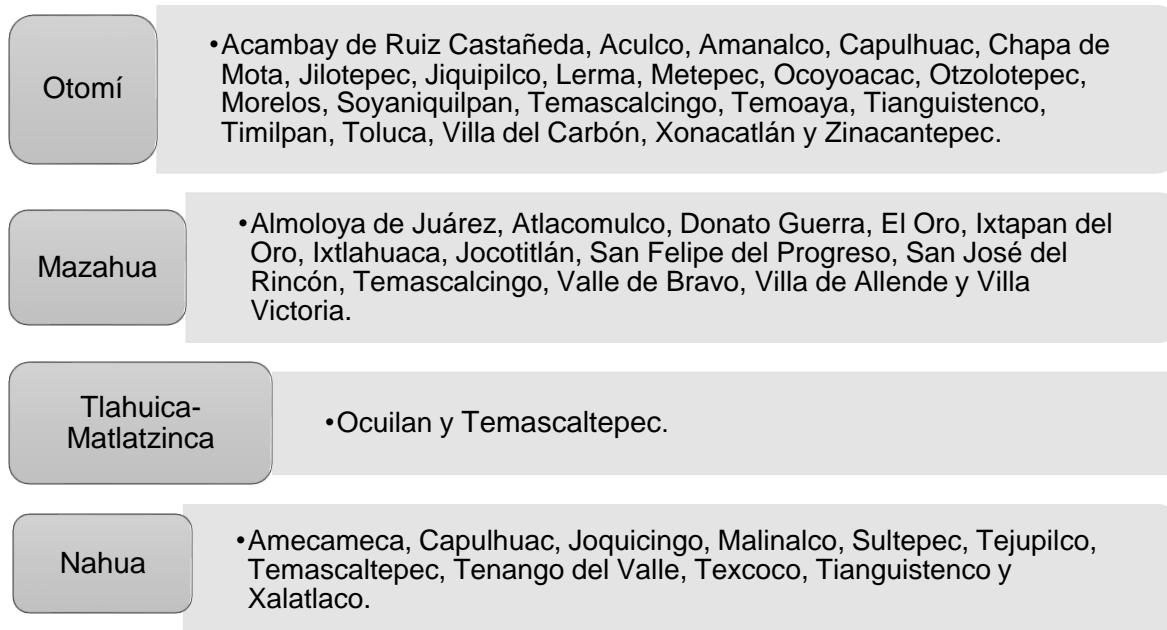 Otomí
•Acambay de Ruiz Castañeda, Aculco, Amanalco, Capulhuac, Chapa de
Mota, Jilotepec, Jiquipilco, Lerma, Metepec, Ocoyoacac, Otzolotepec,
Morelos, Soyaniquilpan, Temascalcingo, Temoaya, Tianguistenco,
Timilpan, Toluca, Villa del Carbón, Xonacatlán y Zinacantepec.
Mazahua
•Almoloya de Juárez, Atlacomulco, Donato Guerra, El Oro, Ixtapan del
Oro, Ixtlahuaca, Jocotitlán, San Felipe del Progreso, San José del
Rincón, Temascalcingo, Valle de Bravo, Villa de Allende y Villa
Victoria.
Tlahuica-
Matlatzinca
•Ocuilan y Temascaltepec.
Nahua
•Amecameca, Capulhuac, Joquicingo, Malinalco, Sultepec, Tejupilco,
Temascaltepec, Tenango del Valle, Texcoco, Tianguistenco y
Xalatlaco.